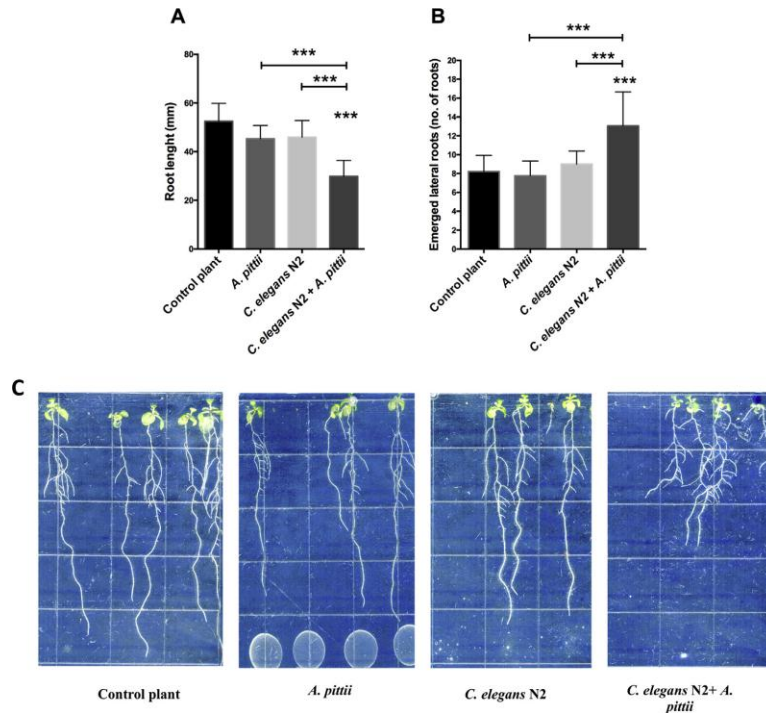 A
Root lenght (mm)
80
60
40
20
0
***
***
***
Control plant
A. pittii
C. elegans N2
C. elegans N2 + A. pittii
B
Emerged lateral roots (no. of roots)
20
18
16
14
12
10
8
6
4
2
0
***
***
***
Control plant
A. pittii
C. elegans N2
C. elegans N2 + A. pittii
C
Control plant
A. pittii
C. elegans N2
C. elegans N2+ A.
pittii